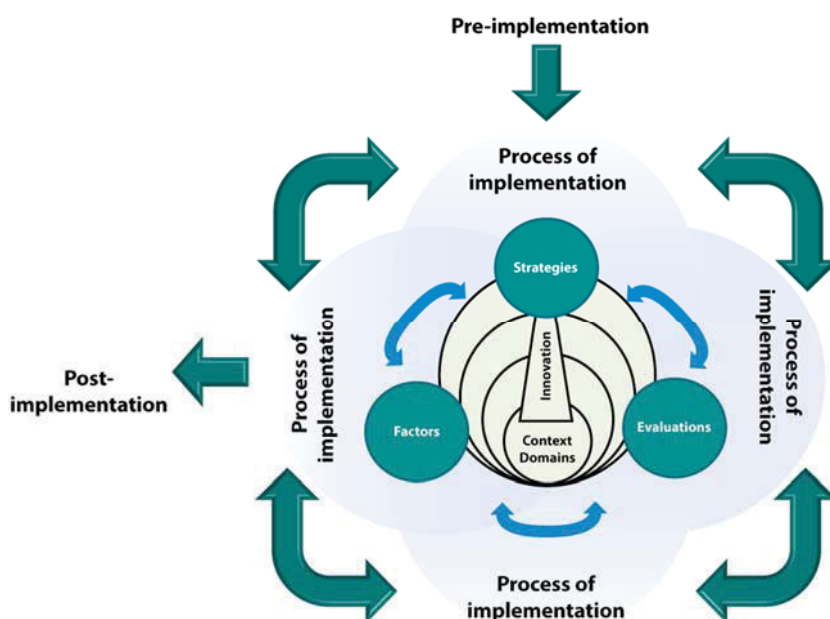 Pre-implementation
Process of
implementation
Strategies
Process of
implementation
Innovation
Process of
implementation
Post-
implementation
Factors
Evaluations
Context
Domains
Process of
implementation